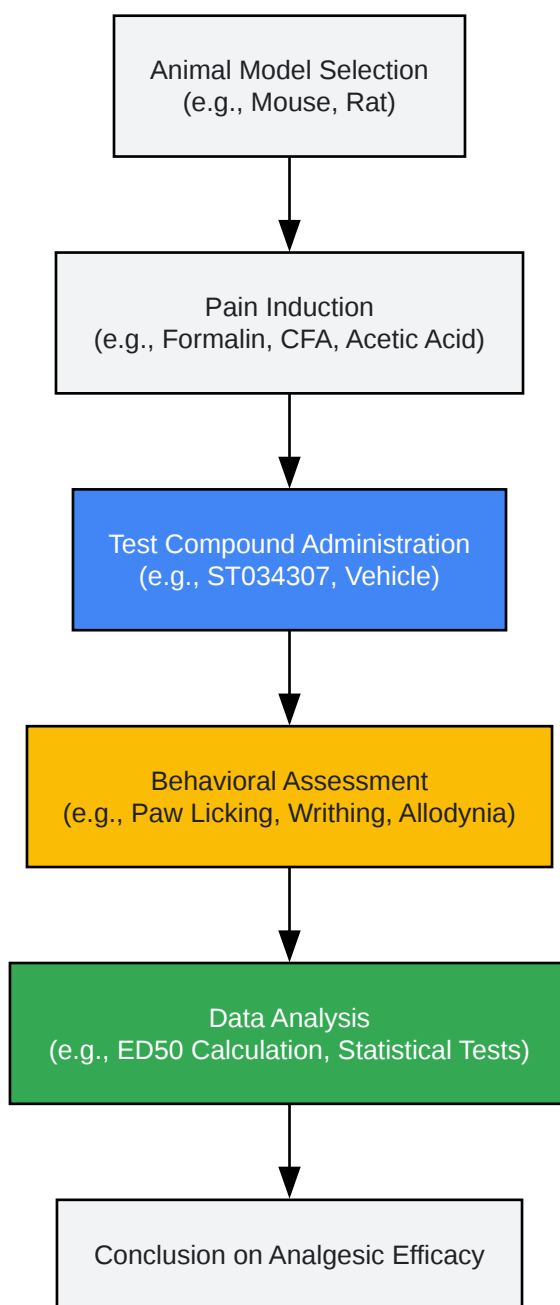 Animal Model Selection
(e.g., Mouse, Rat)
Pain Induction
(e.g., Formalin, CFA, Acetic Acid)
Test Compound Administration
(e.g., ST034307, Vehicle)
Behavioral Assessment
(e.g., Paw Licking, Writhing, Allodynia)
Data Analysis
(e.g., ED50 Calculation, Statistical Tests)
Conclusion on Analgesic Efficacy